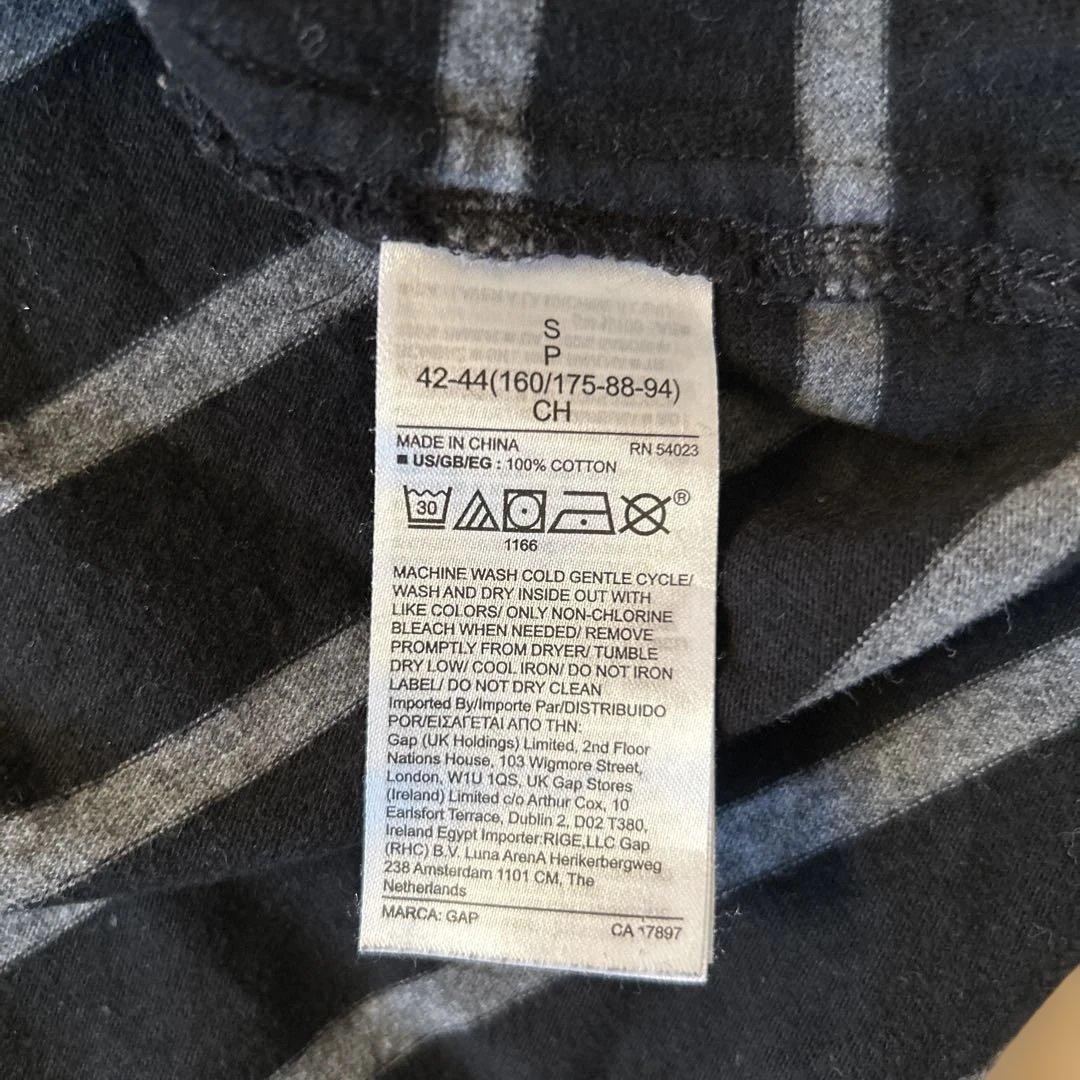 S
P
42-44(160/175-88-94)
CH
MADE IN CHINA RN 54023
■ US/GB/EG : 100% COTTON
30 ®
1166
MACHINE WASH COLD GENTLE CYCLE/
WASH AND DRY INSIDE OUT WITH
LIKE COLORS/ ONLY NON-CHLORINE
BLEACH WHEN NEEDED/ REMOVE
PROMPTLY FROM DRYER/ TUMBLE
DRY LOW/ COOL IRON/ DO NOT IRON
LABEL/ DO NOT DRY CLEAN
Imported By/Importe Par/DISTRIBUIDO
POR/ΕΙΣΑΓΕΤΑΙ ΑΠΟ ΤΗΝ:
Gap (UK Holdings) Limited, 2nd Floor
Nations House, 103 Wigmore Street,
London, W1U 1QS. UK Gap Stores
(Ireland) Limited c/o Arthur Cox, 10
Earlsfort Terrace, Dublin 2, D02 T380,
Ireland Egypt Importer:RIGE,LLC Gap
(RHC) B.V. Luna ArenA Herikerbergweg
238 Amsterdam 1101 CM, The
Netherlands
MARCA: GAP CA 17897